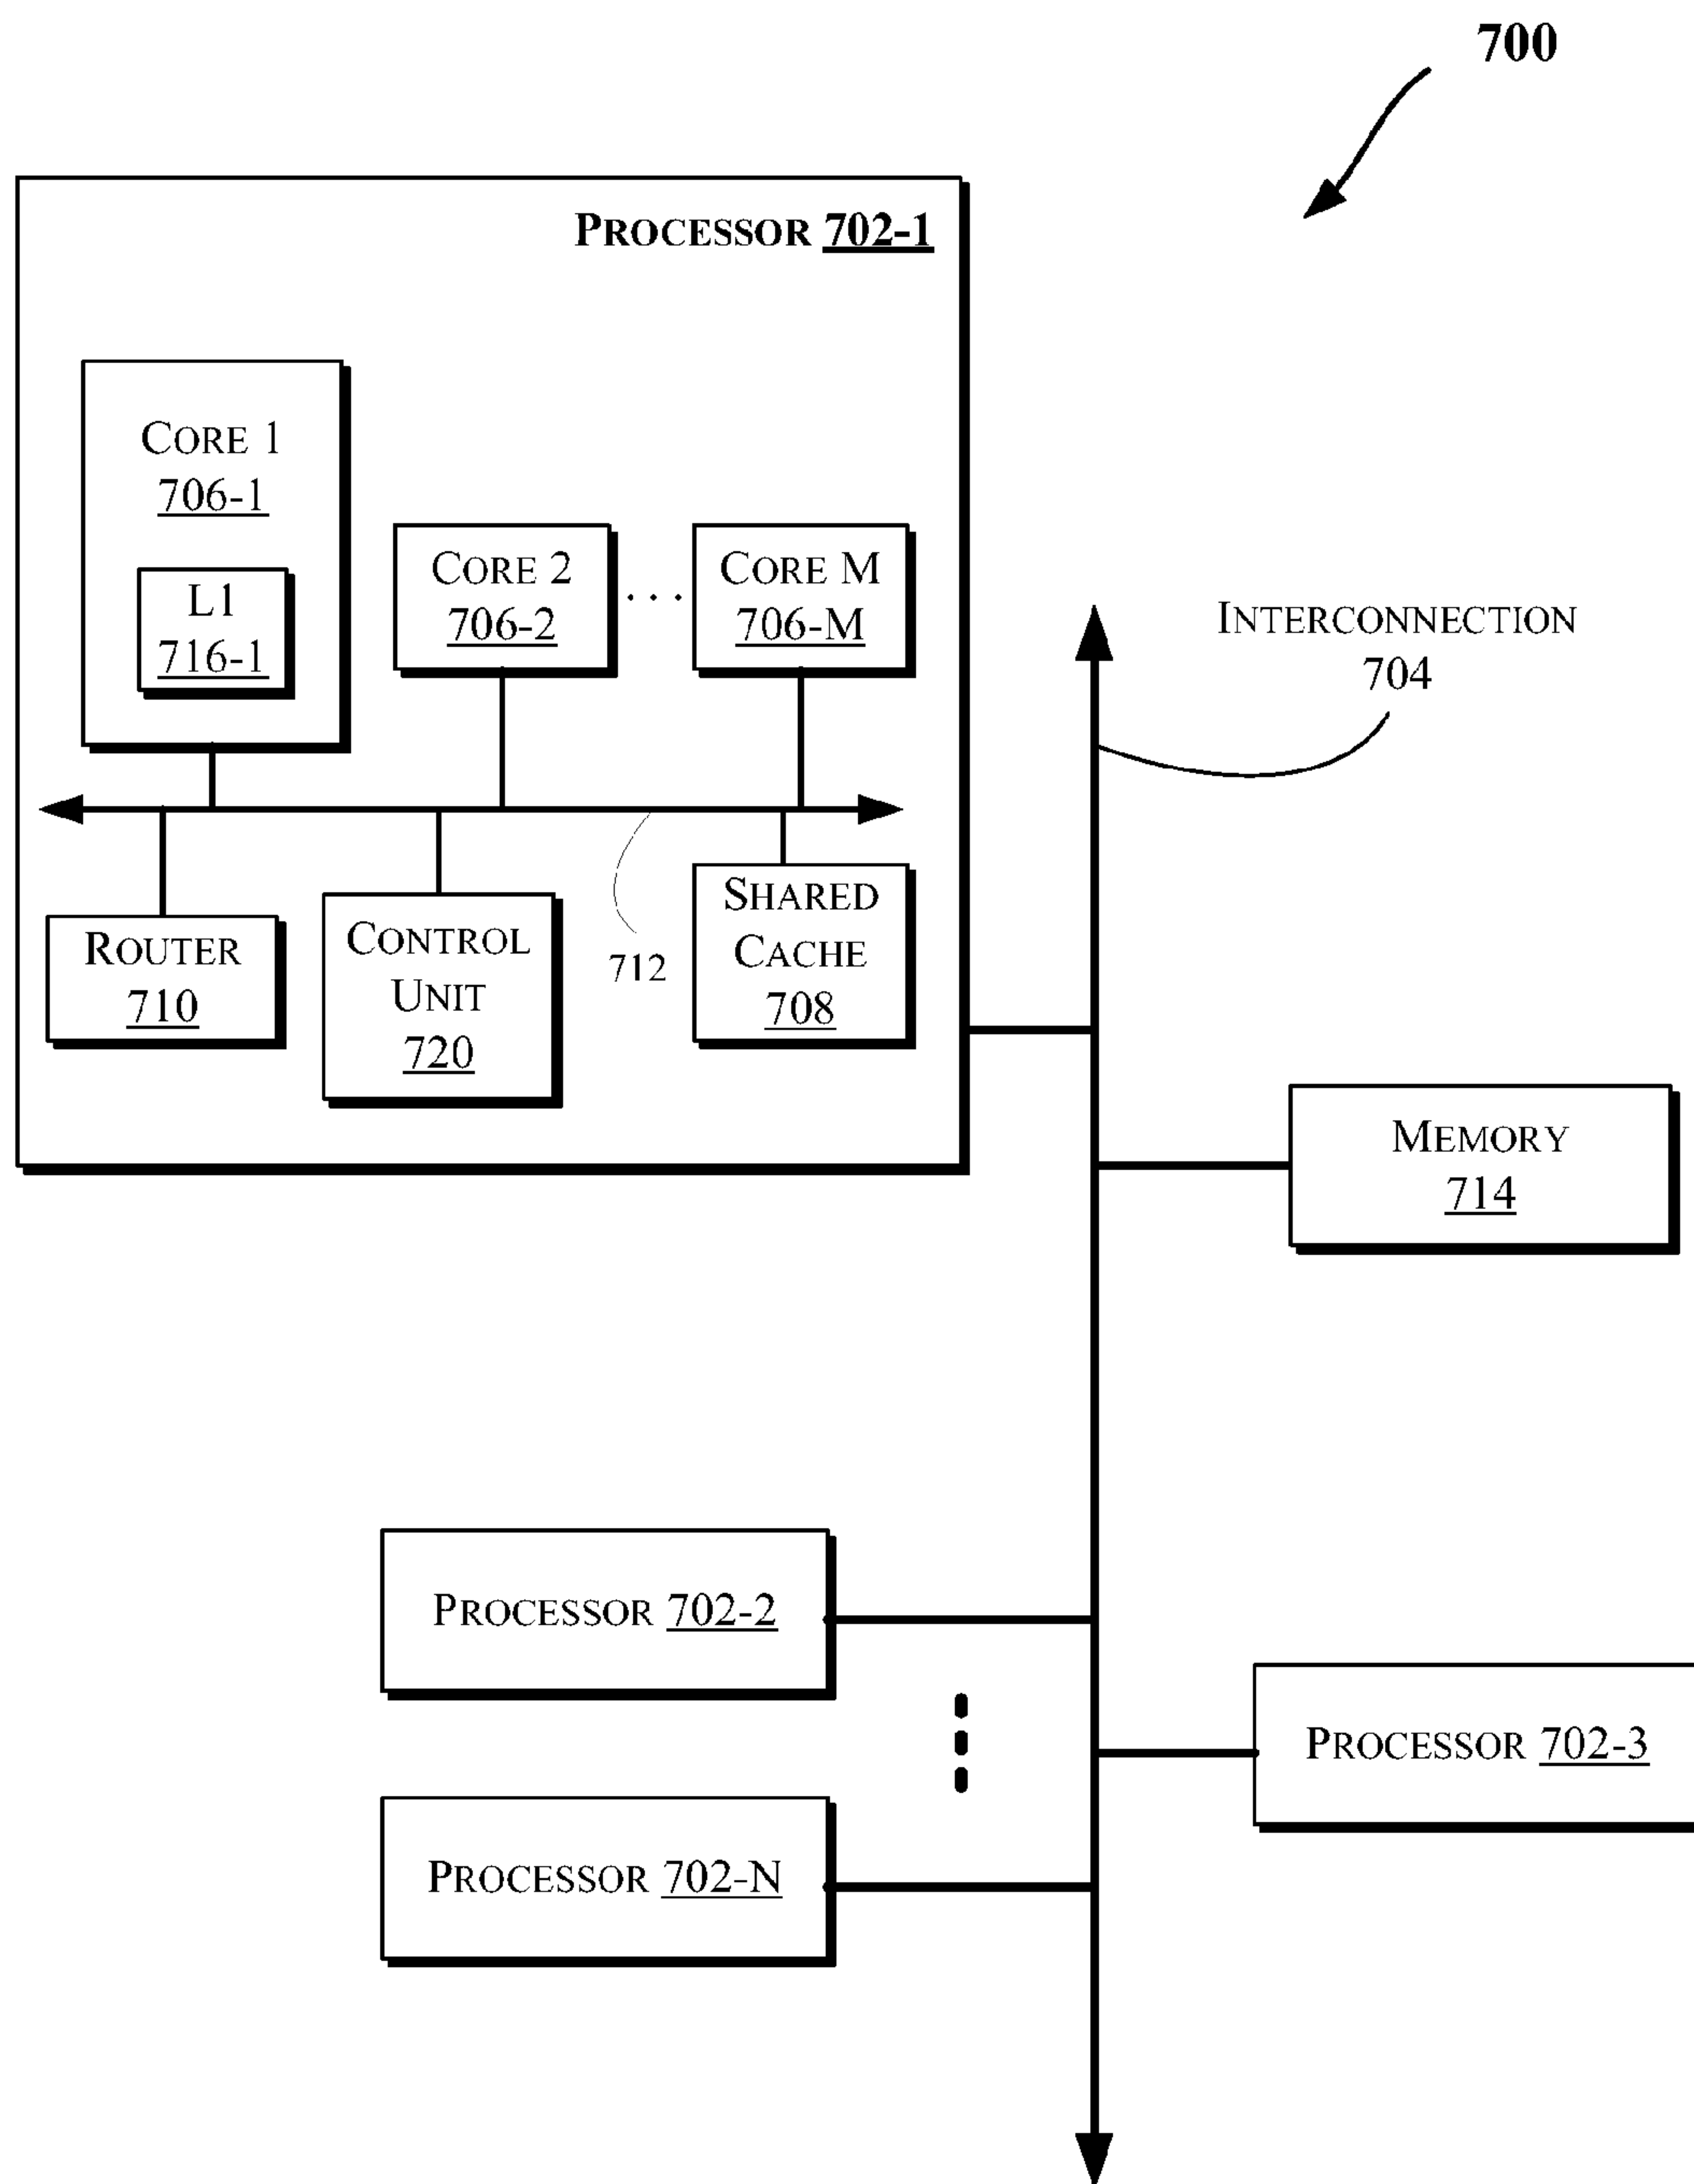 700
PROCESSOR 702-1
CORE 1
706-1
L1
716-1
CORE 2
706-2
. . .
CORE M
706-M
INTERCONNECTION
704
ROUTER
710
CONTROL
UNIT
720
712
SHARED
CACHE
708
MEMORY
714
PROCESSOR 702-2
PROCESSOR 702-3
PROCESSOR 702-N